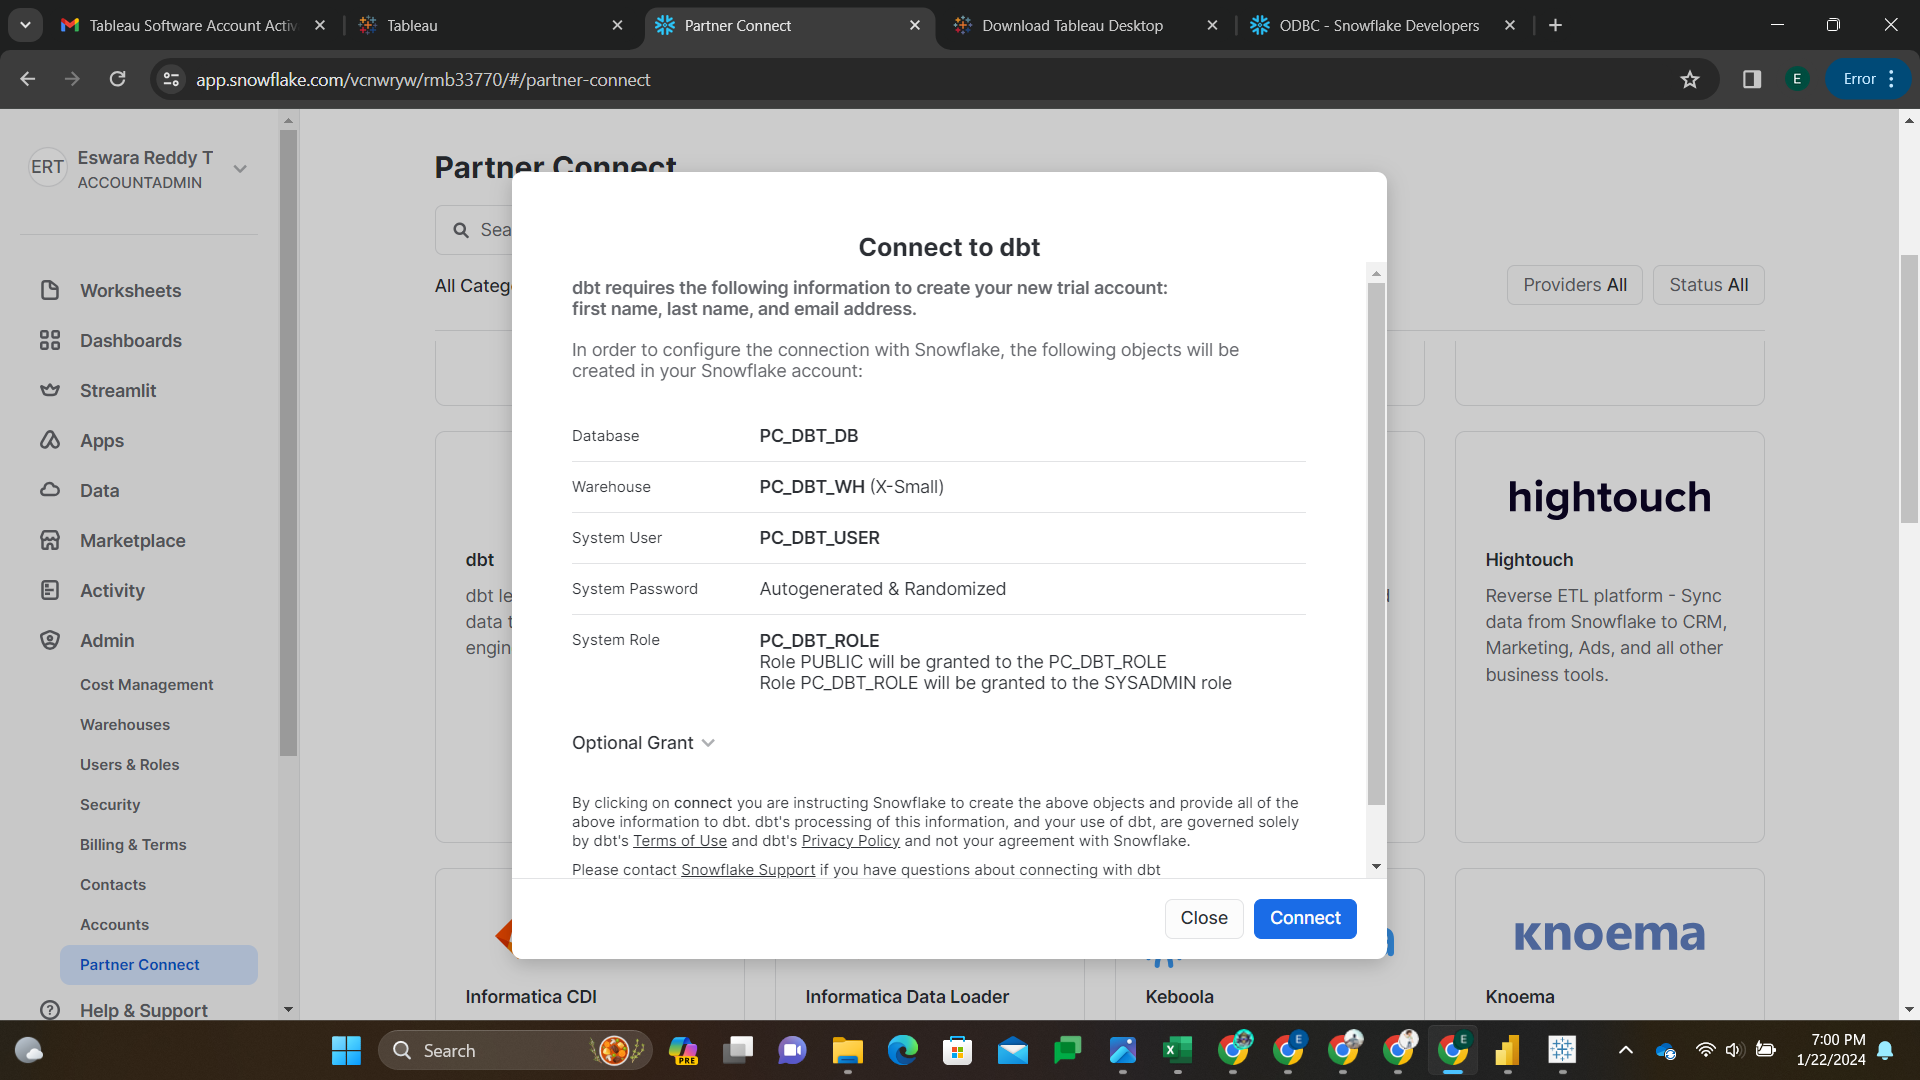 Tableau Software Account Activ
Tableau
Partner Connect
Download Tableau Desktop
ODBC - Snowflake Developers
app.snowflake.com/vcnwryw/rmb33770/#/partner-connect
E
Error
ERT
Eswara Reddy T
ACCOUNTADMIN
Worksheets
Dashboards
Streamlit
Apps
Data
Marketplace
Activity
Admin
Cost Management
Warehouses
Users & Roles
Security
Billing & Terms
Contacts
Accounts
Partner Connect
Help & Support
Partner Connect
Sea
All Categ
Providers All
Status All
Connect to dbt
dbt requires the following information to create your new trial account:
first name, last name, and email address.
In order to configure the connection with Snowflake, the following objects will be
created in your Snowflake account:
Database PC_DBT_DB
Warehouse PC_DBT_WH (X-Small)
System User PC_DBT_USER
System Password Autogenerated & Randomized
System Role PC_DBT_ROLE
Role PUBLIC will be granted to the PC_DBT_ROLE
Role PC_DBT_ROLE will be granted to the SYSADMIN role
Optional Grant
By clicking on connect you are instructing Snowflake to create the above objects and provide all of the
above information to dbt. dbt's processing of this information, and your use of dbt, are governed solely
by dbt's Terms of Use and dbt's Privacy Policy and not your agreement with Snowflake.
Please contact Snowflake Support if you have questions about connecting with dbt
Close
Connect
dbt
dbt le
data t
engin
hightouch
Hightouch
Reverse ETL platform - Sync
data from Snowflake to CRM,
Marketing, Ads, and all other
business tools.
Informatica CDI
Informatica Data Loader
Keboola
knoema
Knoema
Search
PRE
E
E
7:00 PM
1/22/2024